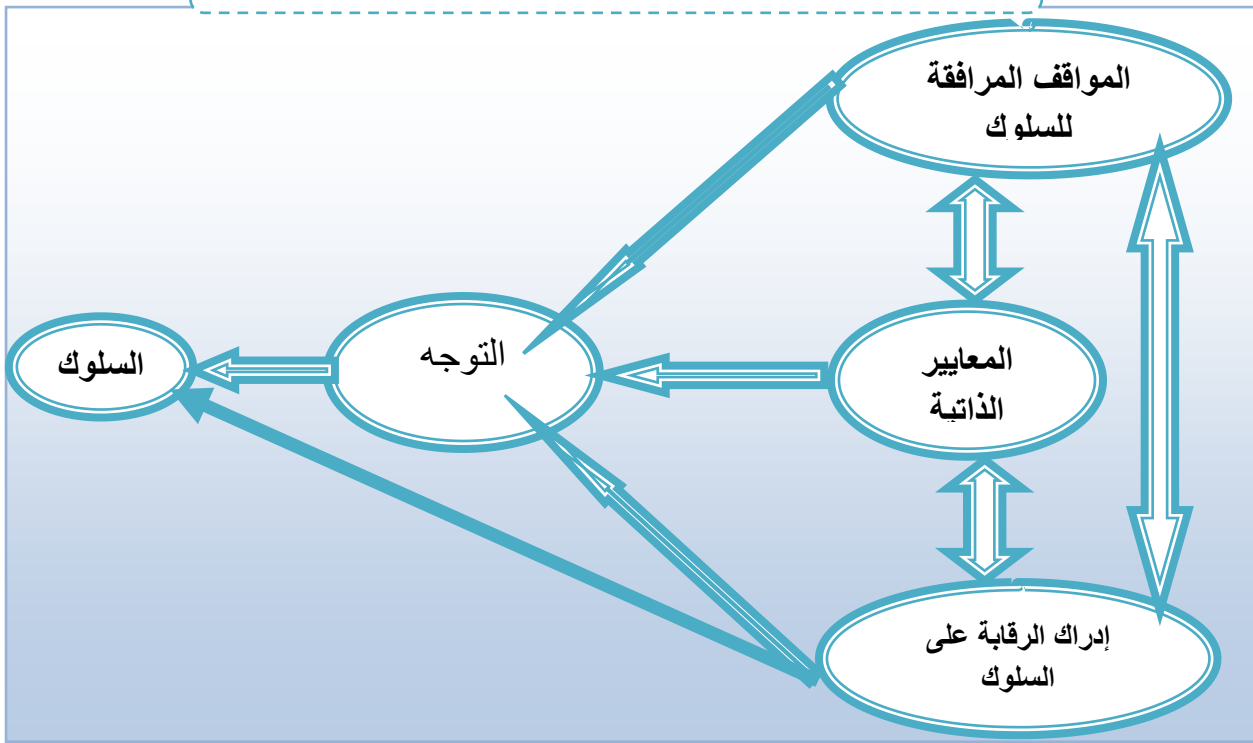 المواقف المرافقة
للسلوك
المعايير
الذاتية
التوجه
السلوك
إدراك الرقابة على
السلوك